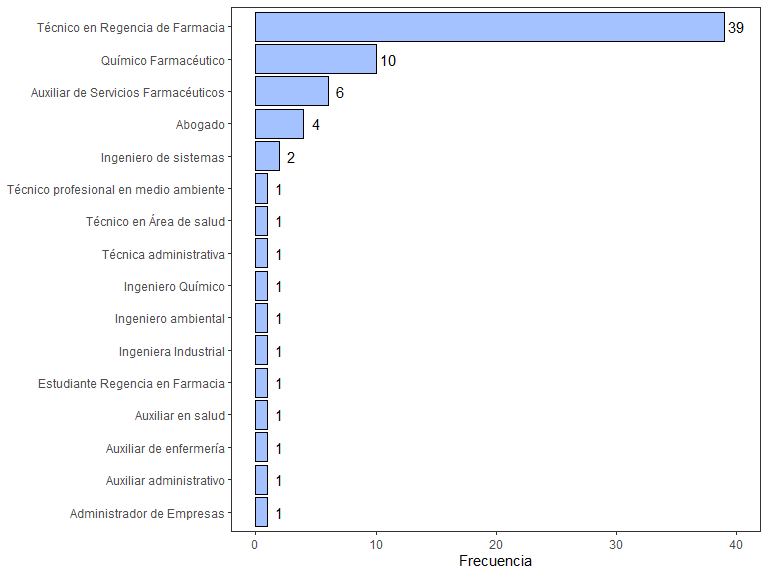 Técnico en Regencia de Farmacia 39
Químico Farmacéutico 10
Auxiliar de Servicios Farmacéuticos 6
Abogado 4
Ingeniero de sistemas 2
Técnico profesional en medio ambiente 1
Técnico en Área de salud 1
Técnica administrativa 1
Ingeniero Químico 1
Ingeniero ambiental 1
Ingeniera Industrial 1
Estudiante Regencia en Farmacia 1
Auxiliar en salud 1
Auxiliar de enfermería 1
Auxiliar administrativo 1
Administrador de Empresas 1
0 10 20 30 40
Frecuencia